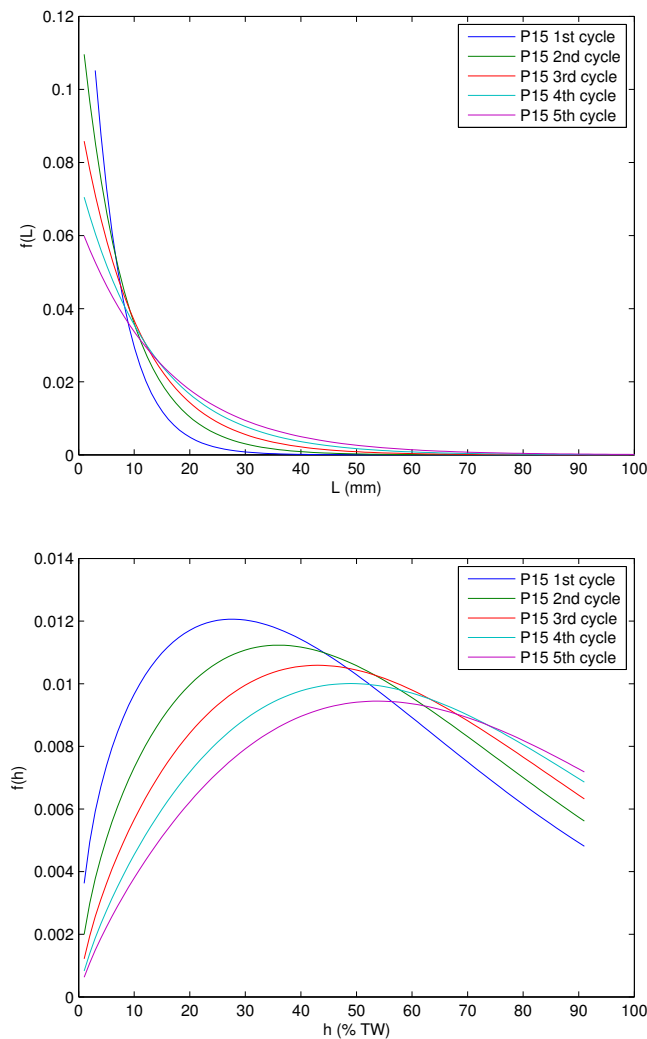 0.12
0.1
0.08
0.06
0.04
0.02
0
f(L)
P15 1st cycle
P15 2nd cycle
P15 3rd cycle
P15 4th cycle
P15 5th cycle
0 10 20 30 40 50 60 70 80 90 100
L (mm)
0.014
0.012
0.01
0.008
0.006
0.004
0.002
0
f(h)
P15 1st cycle
P15 2nd cycle
P15 3rd cycle
P15 4th cycle
P15 5th cycle
0 10 20 30 40 50 60 70 80 90 100
h (% TW)